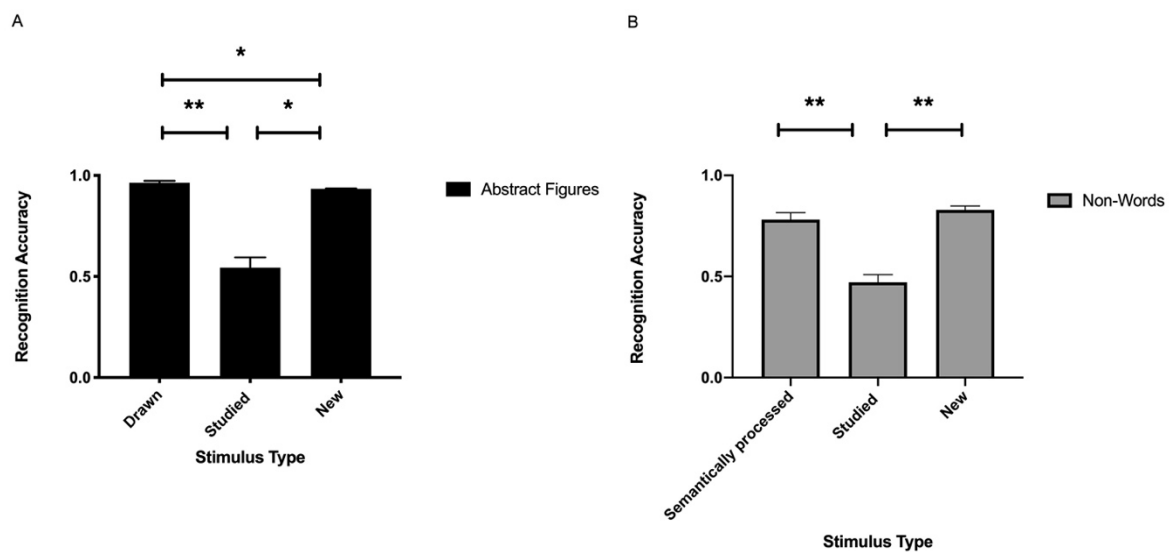 A
*
**
*
1.0
0.5
0.0
Recognition Accuracy
Drawn
Studied
New
Stimulus Type
Abstract Figures
B
**
**
1.0
0.5
0.0
Recognition Accuracy
Semantically processed
Studied
New
Stimulus Type
Non-Words